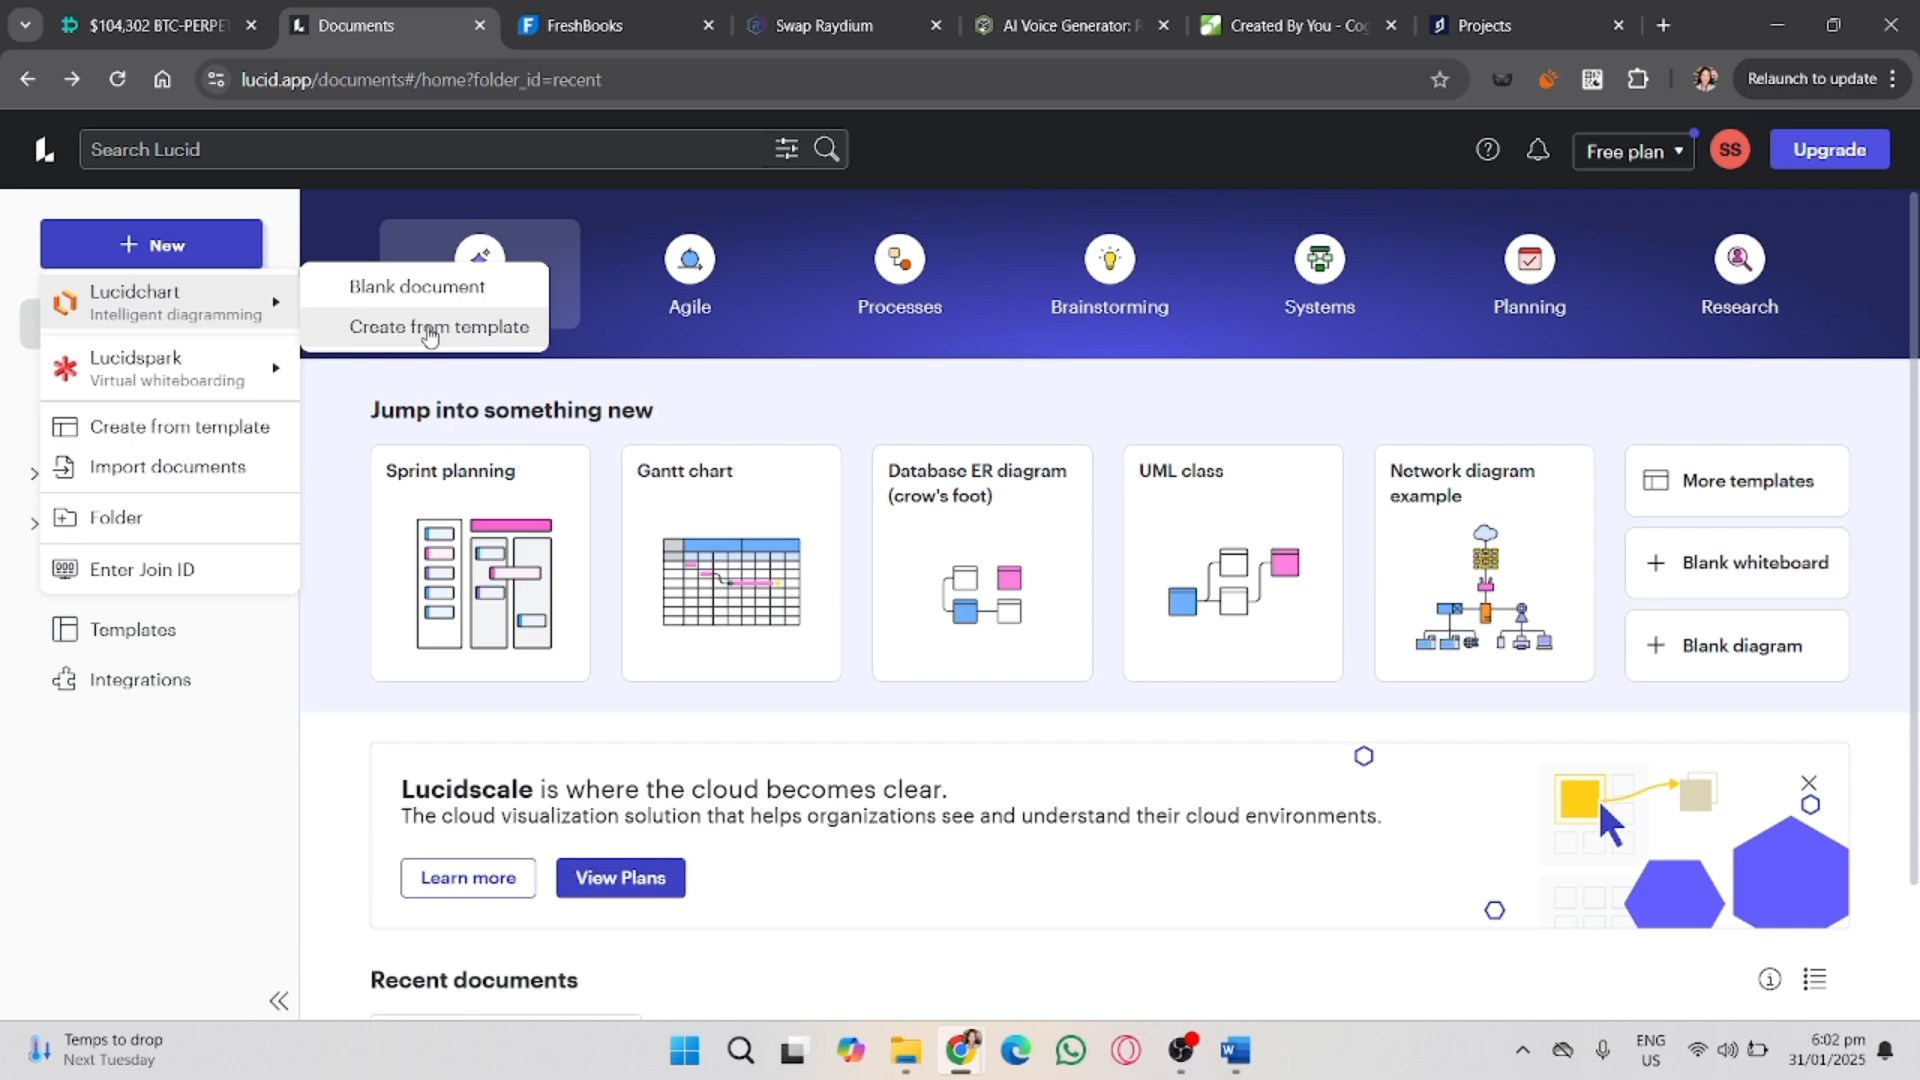 $104,302 BTC-PERPET
Documents
FreshBooks
Swap Raydium
AI Voice Generator: R
Created By You - Cog
Projects
lucid.app/documents#/home?folder_id=recent
Relaunch to update
Search Lucid
Free plan
SS
Upgrade
+ New
Lucidchart
Intelligent diagramming
Blank document
Create from template
Lucidspark
Virtual whiteboarding
Create from template
Import documents
Folder
Enter Join ID
Templates
Integrations
Agile
Processes
Brainstorming
Systems
Planning
Research
Jump into something new
Sprint planning
Gantt chart
Database ER diagram
(crow's foot)
UML class
Network diagram
example
More templates
+ Blank whiteboard
+ Blank diagram
Lucidscale is where the cloud becomes clear.
The cloud visualization solution that helps organizations see and understand their cloud environments.
Learn more
View Plans
Recent documents
Temps to drop
Next Tuesday
ENG
US
6:02 pm
31/01/2025